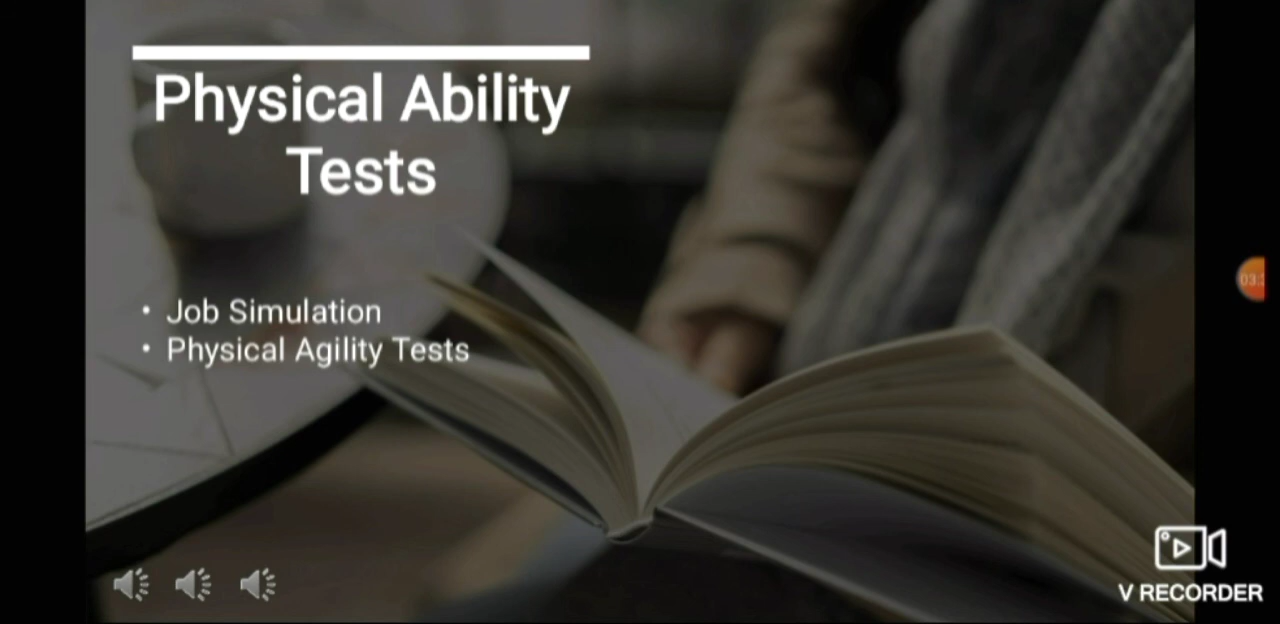 Physical Ability
Tests
• Job Simulation
• Physical Agility Tests
V RECORDER